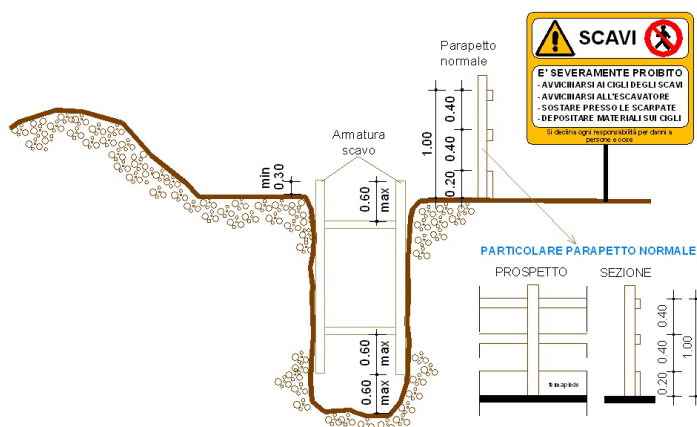 SCAVI
E' SEVERAMENTE PROIBITO
- AVVICINARSI AI CIGLI DEGLI SCAVI
- AVVICINARSI ALL'ESCAVATORE
- SOSTARE PRESSO LE SCARPATE
- DEPOSITARE MATERIALI SUI CIGLI
Si declina ogni responsabilità per danni a
persone e cose
Parapetto
normale
Armatura
scavo
min
0.30
0.60
max
1.00
0.40
0.40
0.20
0.60
max
0.60
max
PARTICOLARE PARAPETTO NORMALE
PROSPETTO
SEZIONE
0.40
0.40
0.20
1.00